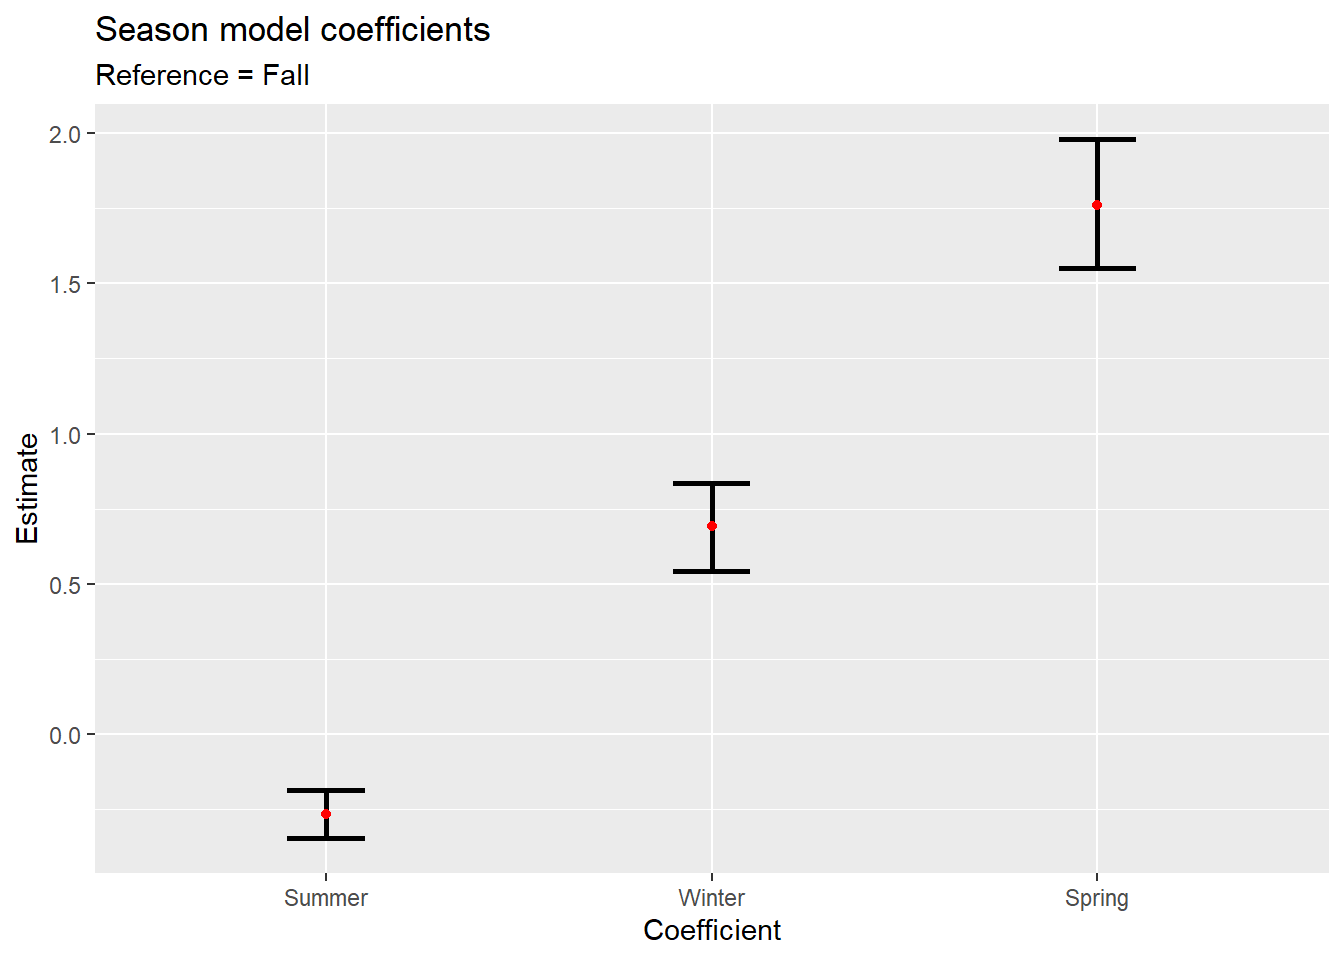 Season model coefficients
Reference = Fall
Estimate
2.0
1.5
1.0
0.5
0.0
Summer Winter Spring
Coefficient